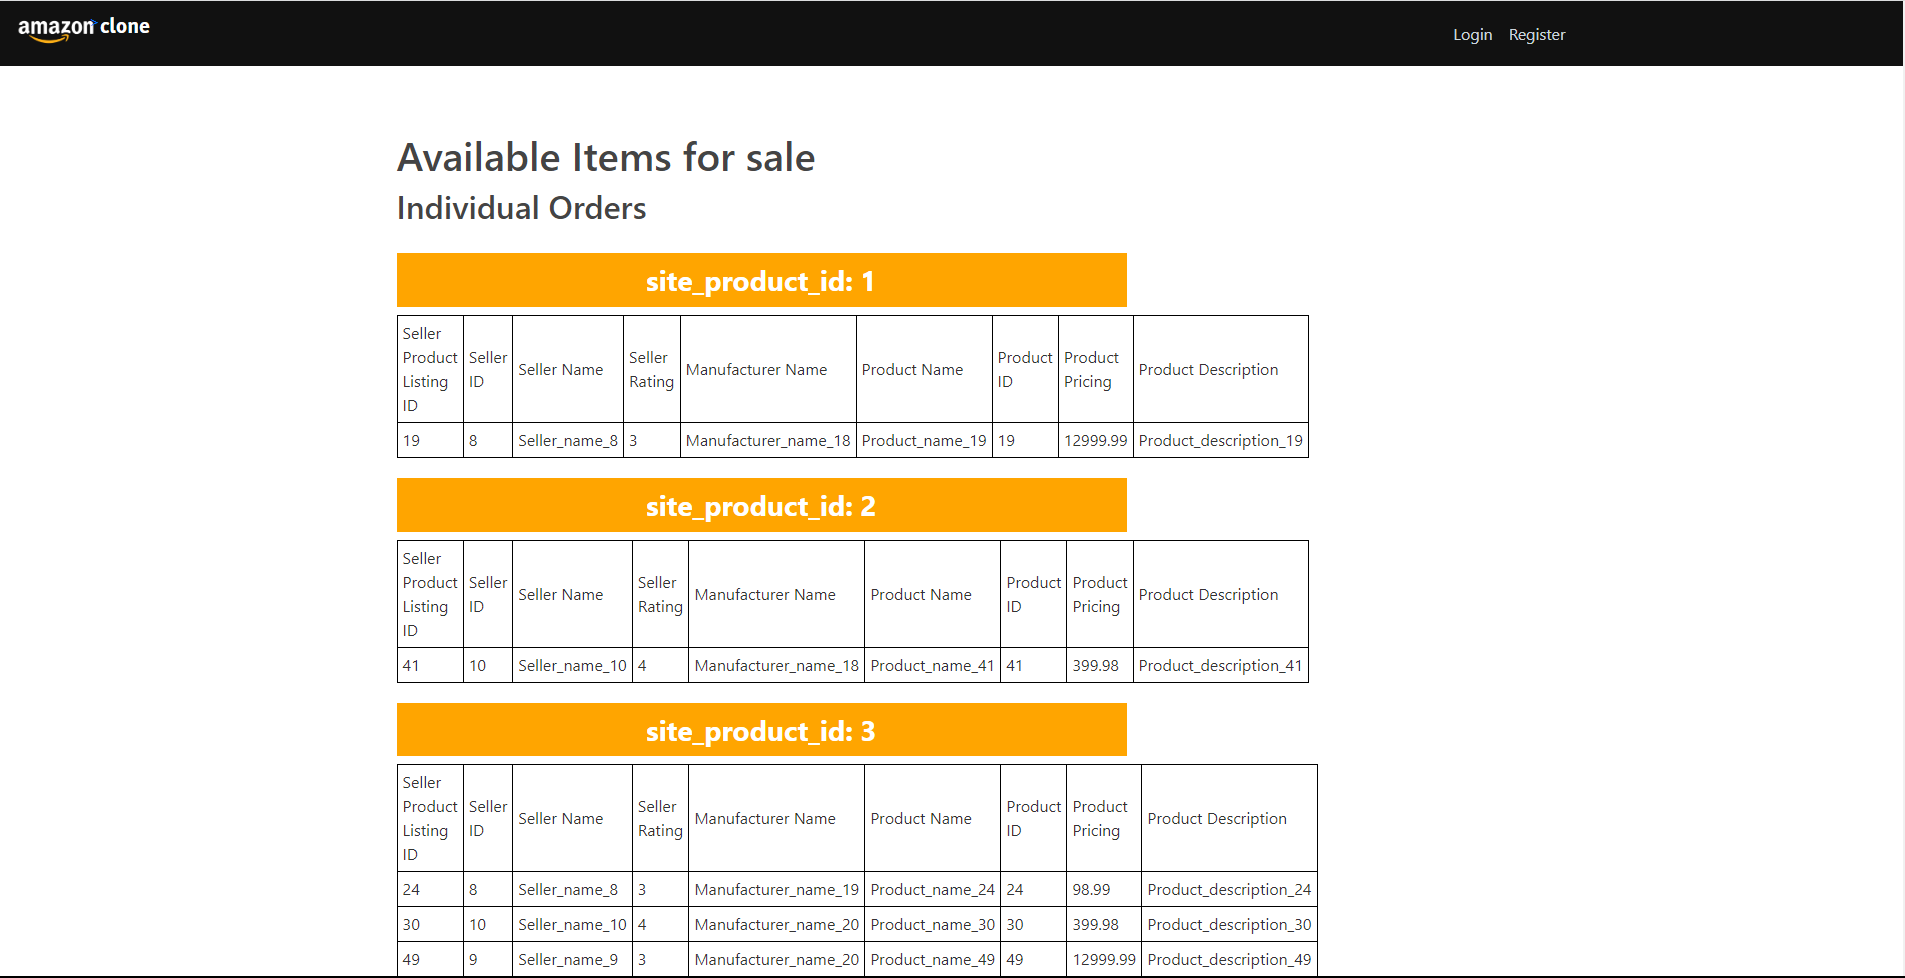 amazon clone
Login Register
Available Items for sale
Individual Orders
site_product_id: 1
Seller Product Listing ID Seller ID Seller Name Seller Rating Manufacturer Name Product Name Product ID Product Pricing Product Description
19 8 Seller_name_8 3 Manufacturer_name_18 Product_name_19 19 12999.99 Product_description_19
site_product_id: 2
Seller Product Listing ID Seller ID Seller Name Seller Rating Manufacturer Name Product Name Product ID Product Pricing Product Description
41 10 Seller_name_10 4 Manufacturer_name_18 Product_name_41 41 399.98 Product_description_41
site_product_id: 3
Seller Product Listing ID Seller ID Seller Name Seller Rating Manufacturer Name Product Name Product ID Product Pricing Product Description
24 8 Seller_name_8 3 Manufacturer_name_19 Product_name_24 24 98.99 Product_description_24
30 10 Seller_name_10 4 Manufacturer_name_20 Product_name_30 30 399.98 Product_description_30
49 9 Seller_name_9 3 Manufacturer_name_20 Product_name_49 49 12999.99 Product_description_49